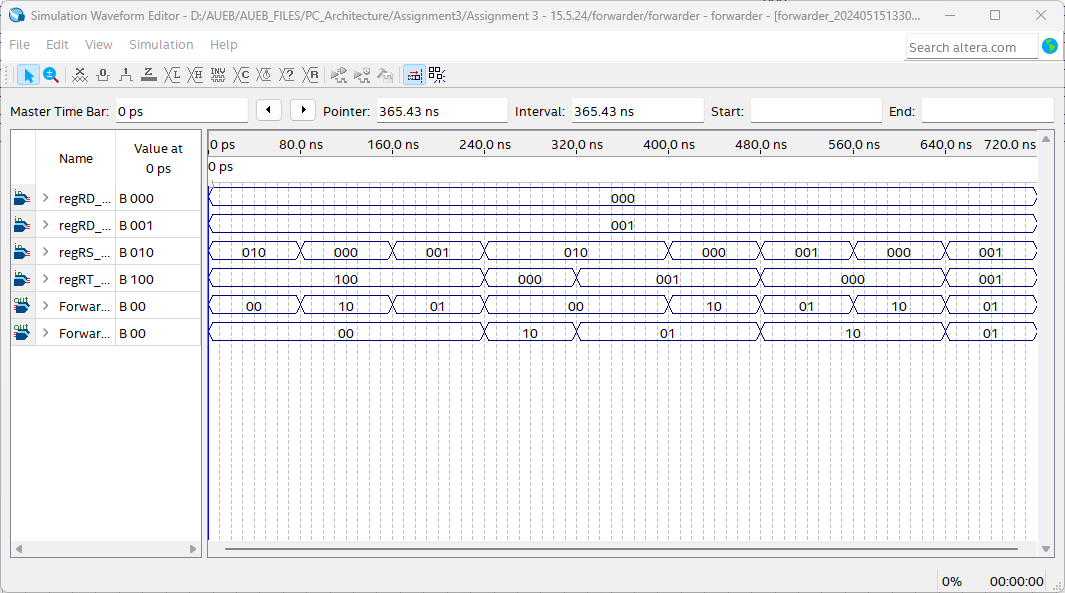 Simulation Waveform Editor - D:/AUEB/AUEB_FILES/PC_Architecture/Assignment3/Assignment 3 - 15.5.24/forwarder/forwarder - forwarder - [forwarder_202405151330...
File Edit View Simulation Help
Search altera.com
Master Time Bar: 0 ps Pointer: 365.43 ns Interval: 365.43 ns Start: End:
Name Value at 0 ps
0 ps 80.0 ns 160.0 ns 240.0 ns 320.0 ns 400.0 ns 480.0 ns 560.0 ns 640.0 ns 720.0 ns
0 ps
regRD_... B 000 000
regRD_... B 001 001
regRS_... B 010 010 000 001 010 000 001 000 001
regRT_... B 100 100 000 001 000 001
Forwar... B 00 00 10 01 00 10 01 10 01
Forwar... B 00 00 10 01 10 01
0% 00:00:00